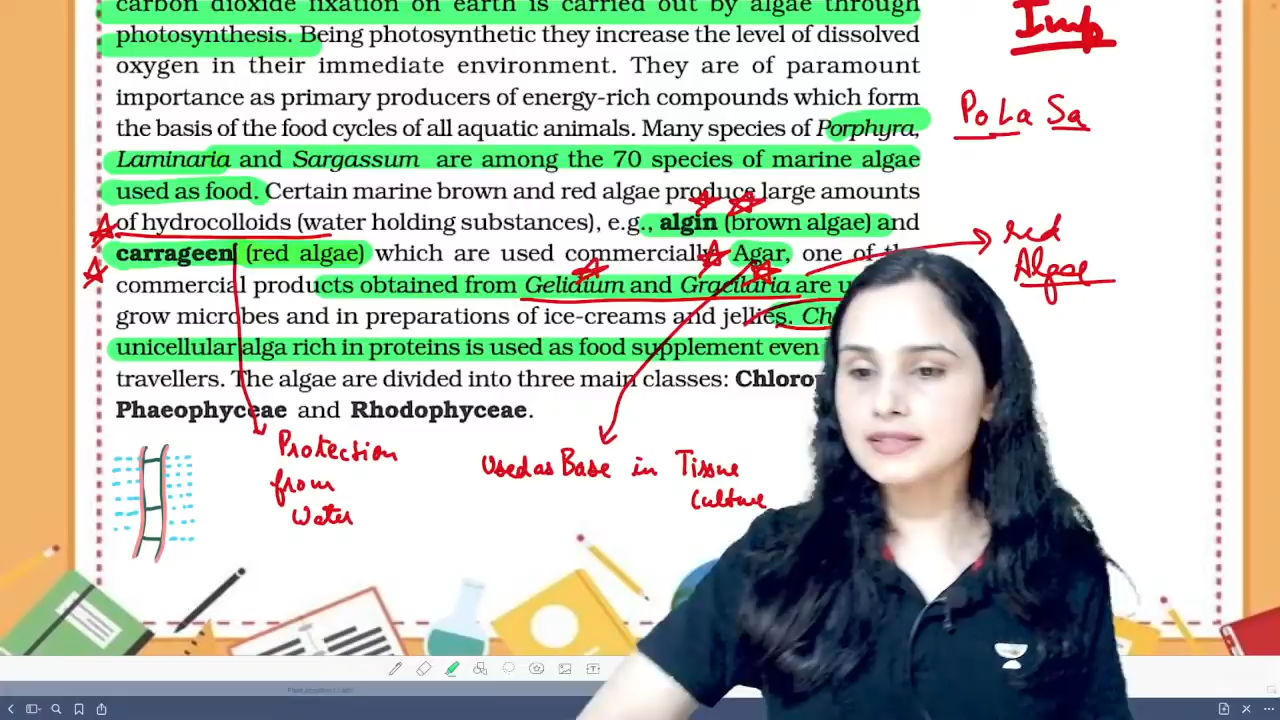 carbon dioxide fixation on earth is carried out by algae through
photosynthesis. Being photosynthetic they increase the level of dissolved
oxygen in their immediate environment. They are of paramount
importance as primary producers of energy-rich compounds which form
the basis of the food cycles of all aquatic animals. Many species of Porphyra,
Laminaria and Sargassum are among the 70 species of marine algae
used as food. Certain marine brown and red algae produce large amounts
of hydrocolloids (water holding substances), e.g., algin (brown algae) and
carrageen (red algae) which are used commercially. Agar, one of
commercial products obtained from Gelidium and Gracilaria are
grow microbes and in preparations of ice-creams and jellies.
unicellular alga rich in proteins is used as food supplement even
travellers. The algae are divided into three main classes:
Phaeophyceae and Rhodophyceae.
Imp
Po La Sa
red
Algae
Protection
from
Water
Used as Base in Tissue
Culture